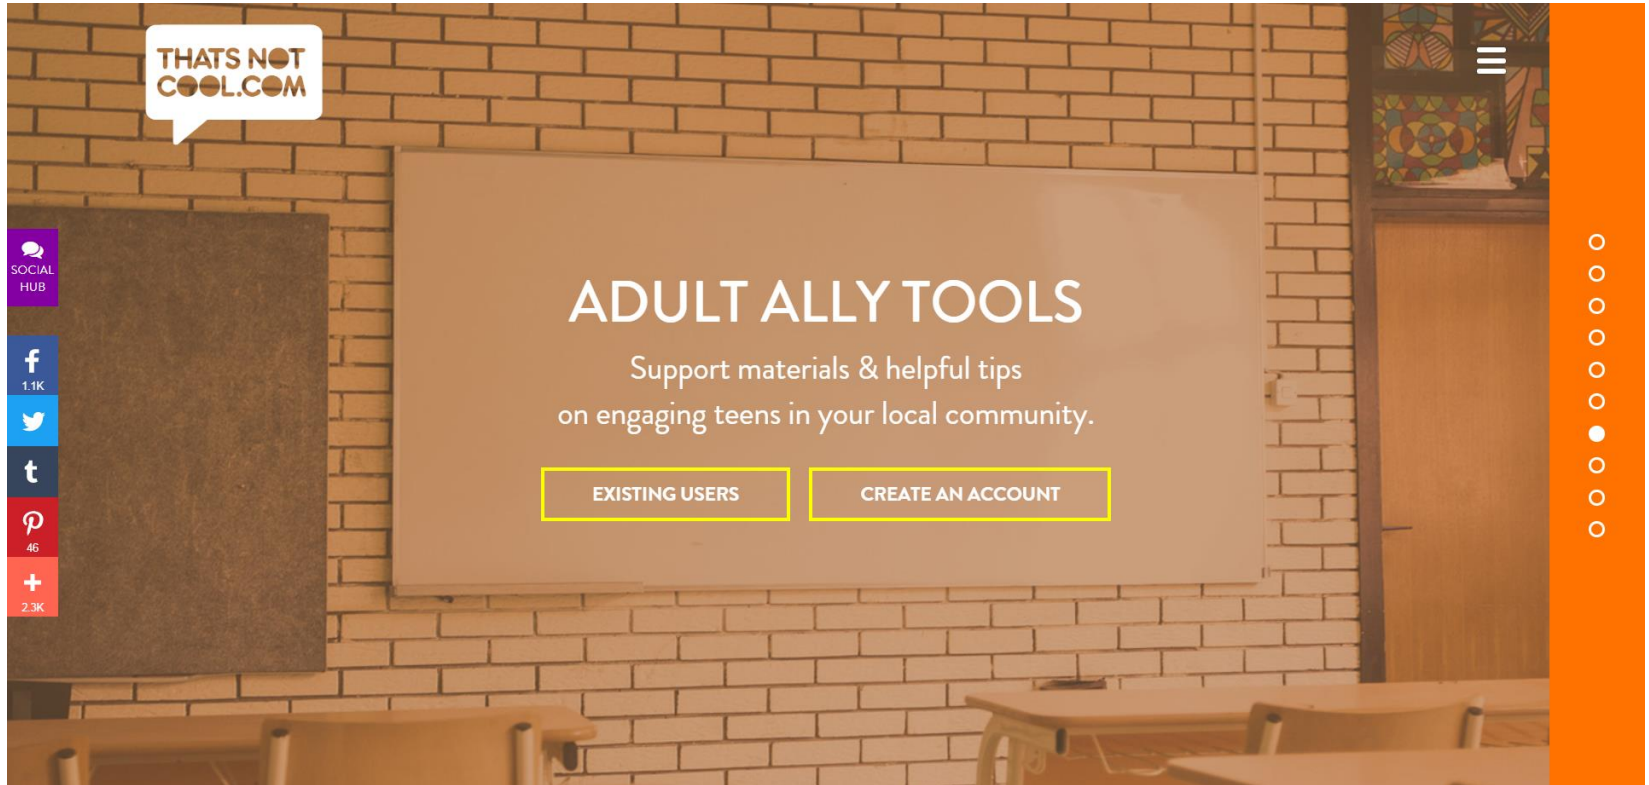 THATS NOT
COOL.COM
SOCIAL
HUB
1.1K
46
2.3K
ADULT ALLY TOOLS
Support materials & helpful tips
on engaging teens in your local community.
EXISTING USERS
CREATE AN ACCOUNT